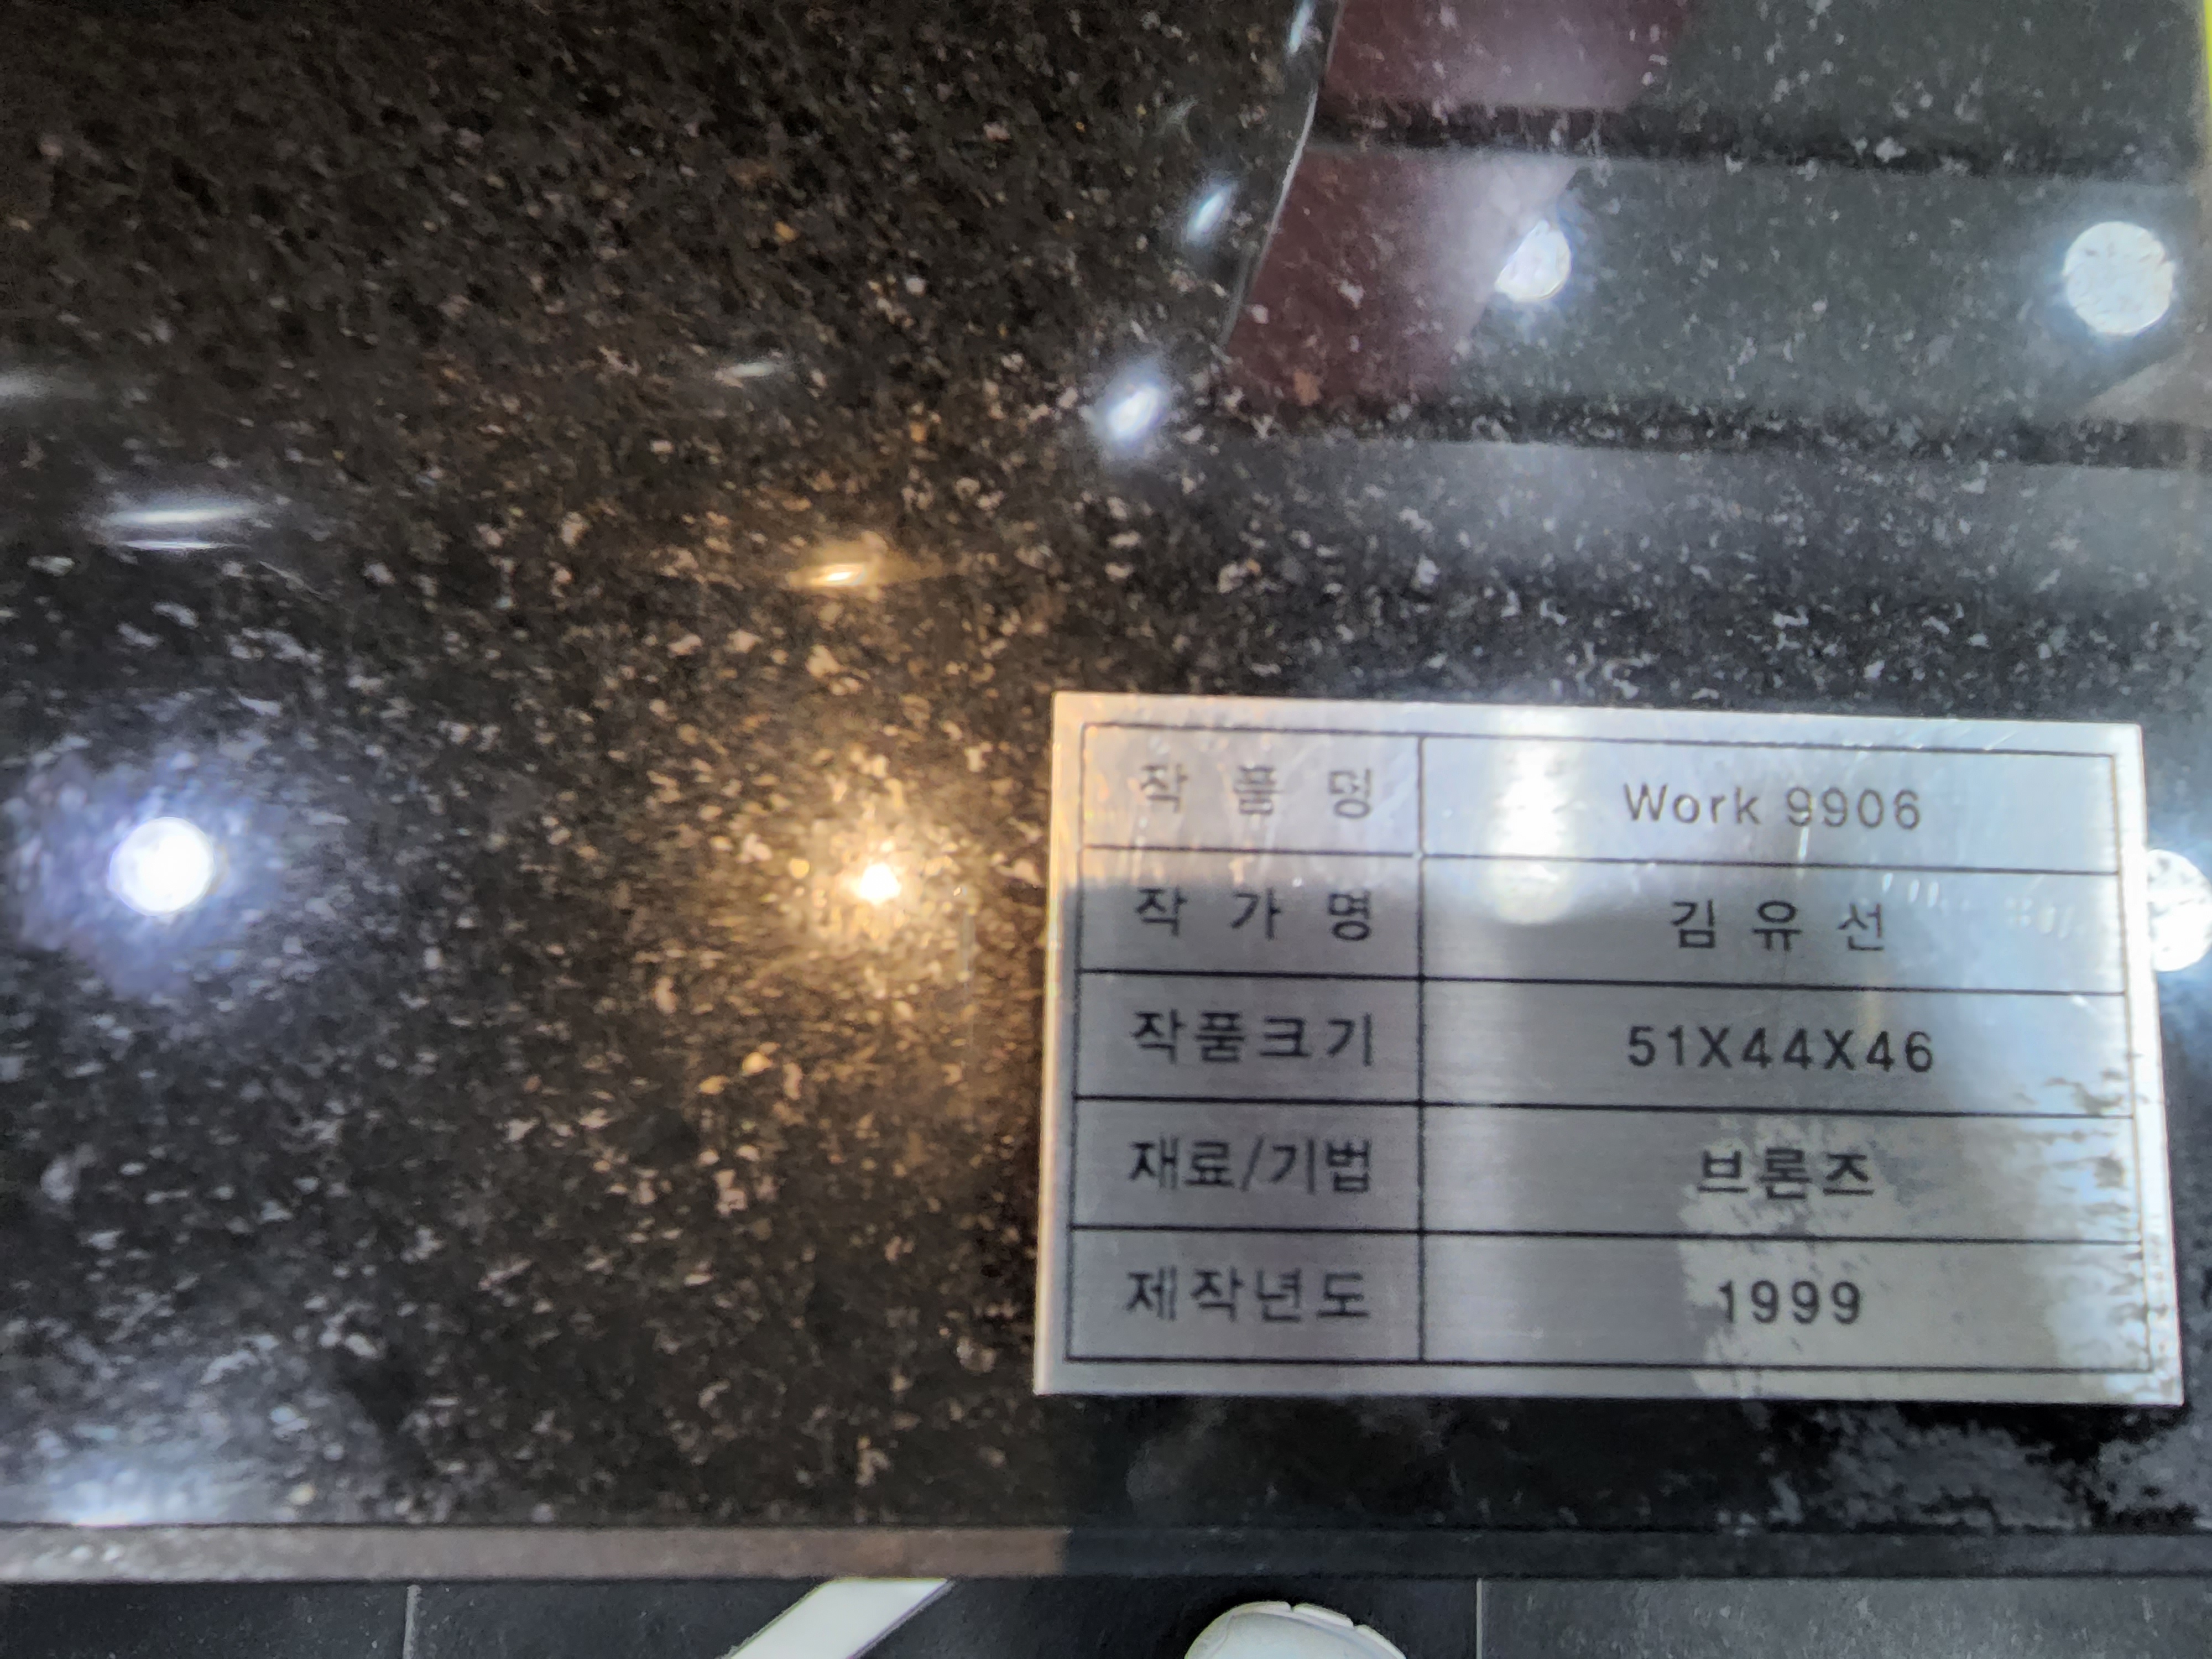 작 품 명 Work 9906
작 가 명 김 유 선
작품크기 51X44X46
재료/기법 브론즈
제작년도 1999